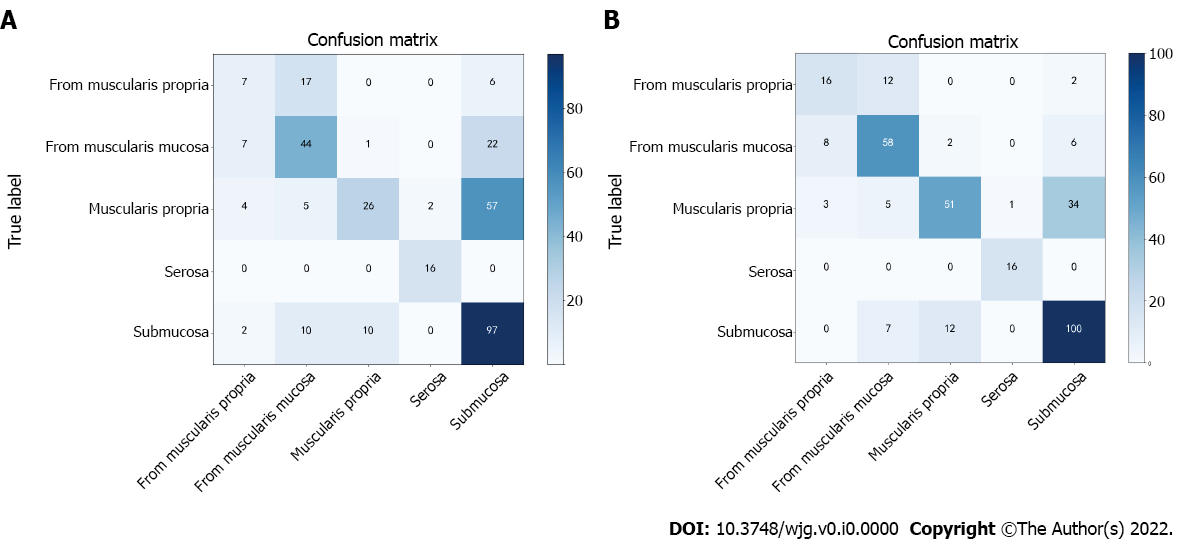 A
Confusion matrix
True label
From muscularis propria 7 17 0 0 6
From muscularis mucosa 7 44 1 0 22
Muscularis propria 4 5 26 2 57
Serosa 0 0 0 16 0
Submucosa 2 10 10 0 97
From muscularis propria
From muscularis mucosa
Muscularis propria
Serosa
Submucosa
80
60
40
20
B
Confusion matrix
True label
From muscularis propria 16 12 0 0 2
From muscularis mucosa 8 58 2 0 6
Muscularis propria 3 5 51 1 34
Serosa 0 0 0 16 0
Submucosa 0 7 12 0 100
From muscularis propria
From muscularis mucosa
Muscularis propria
Serosa
Submucosa
100
80
60
40
20
0
DOI: 10.3748/wjg.v0.i0.0000 Copyright ©The Author(s) 2022.